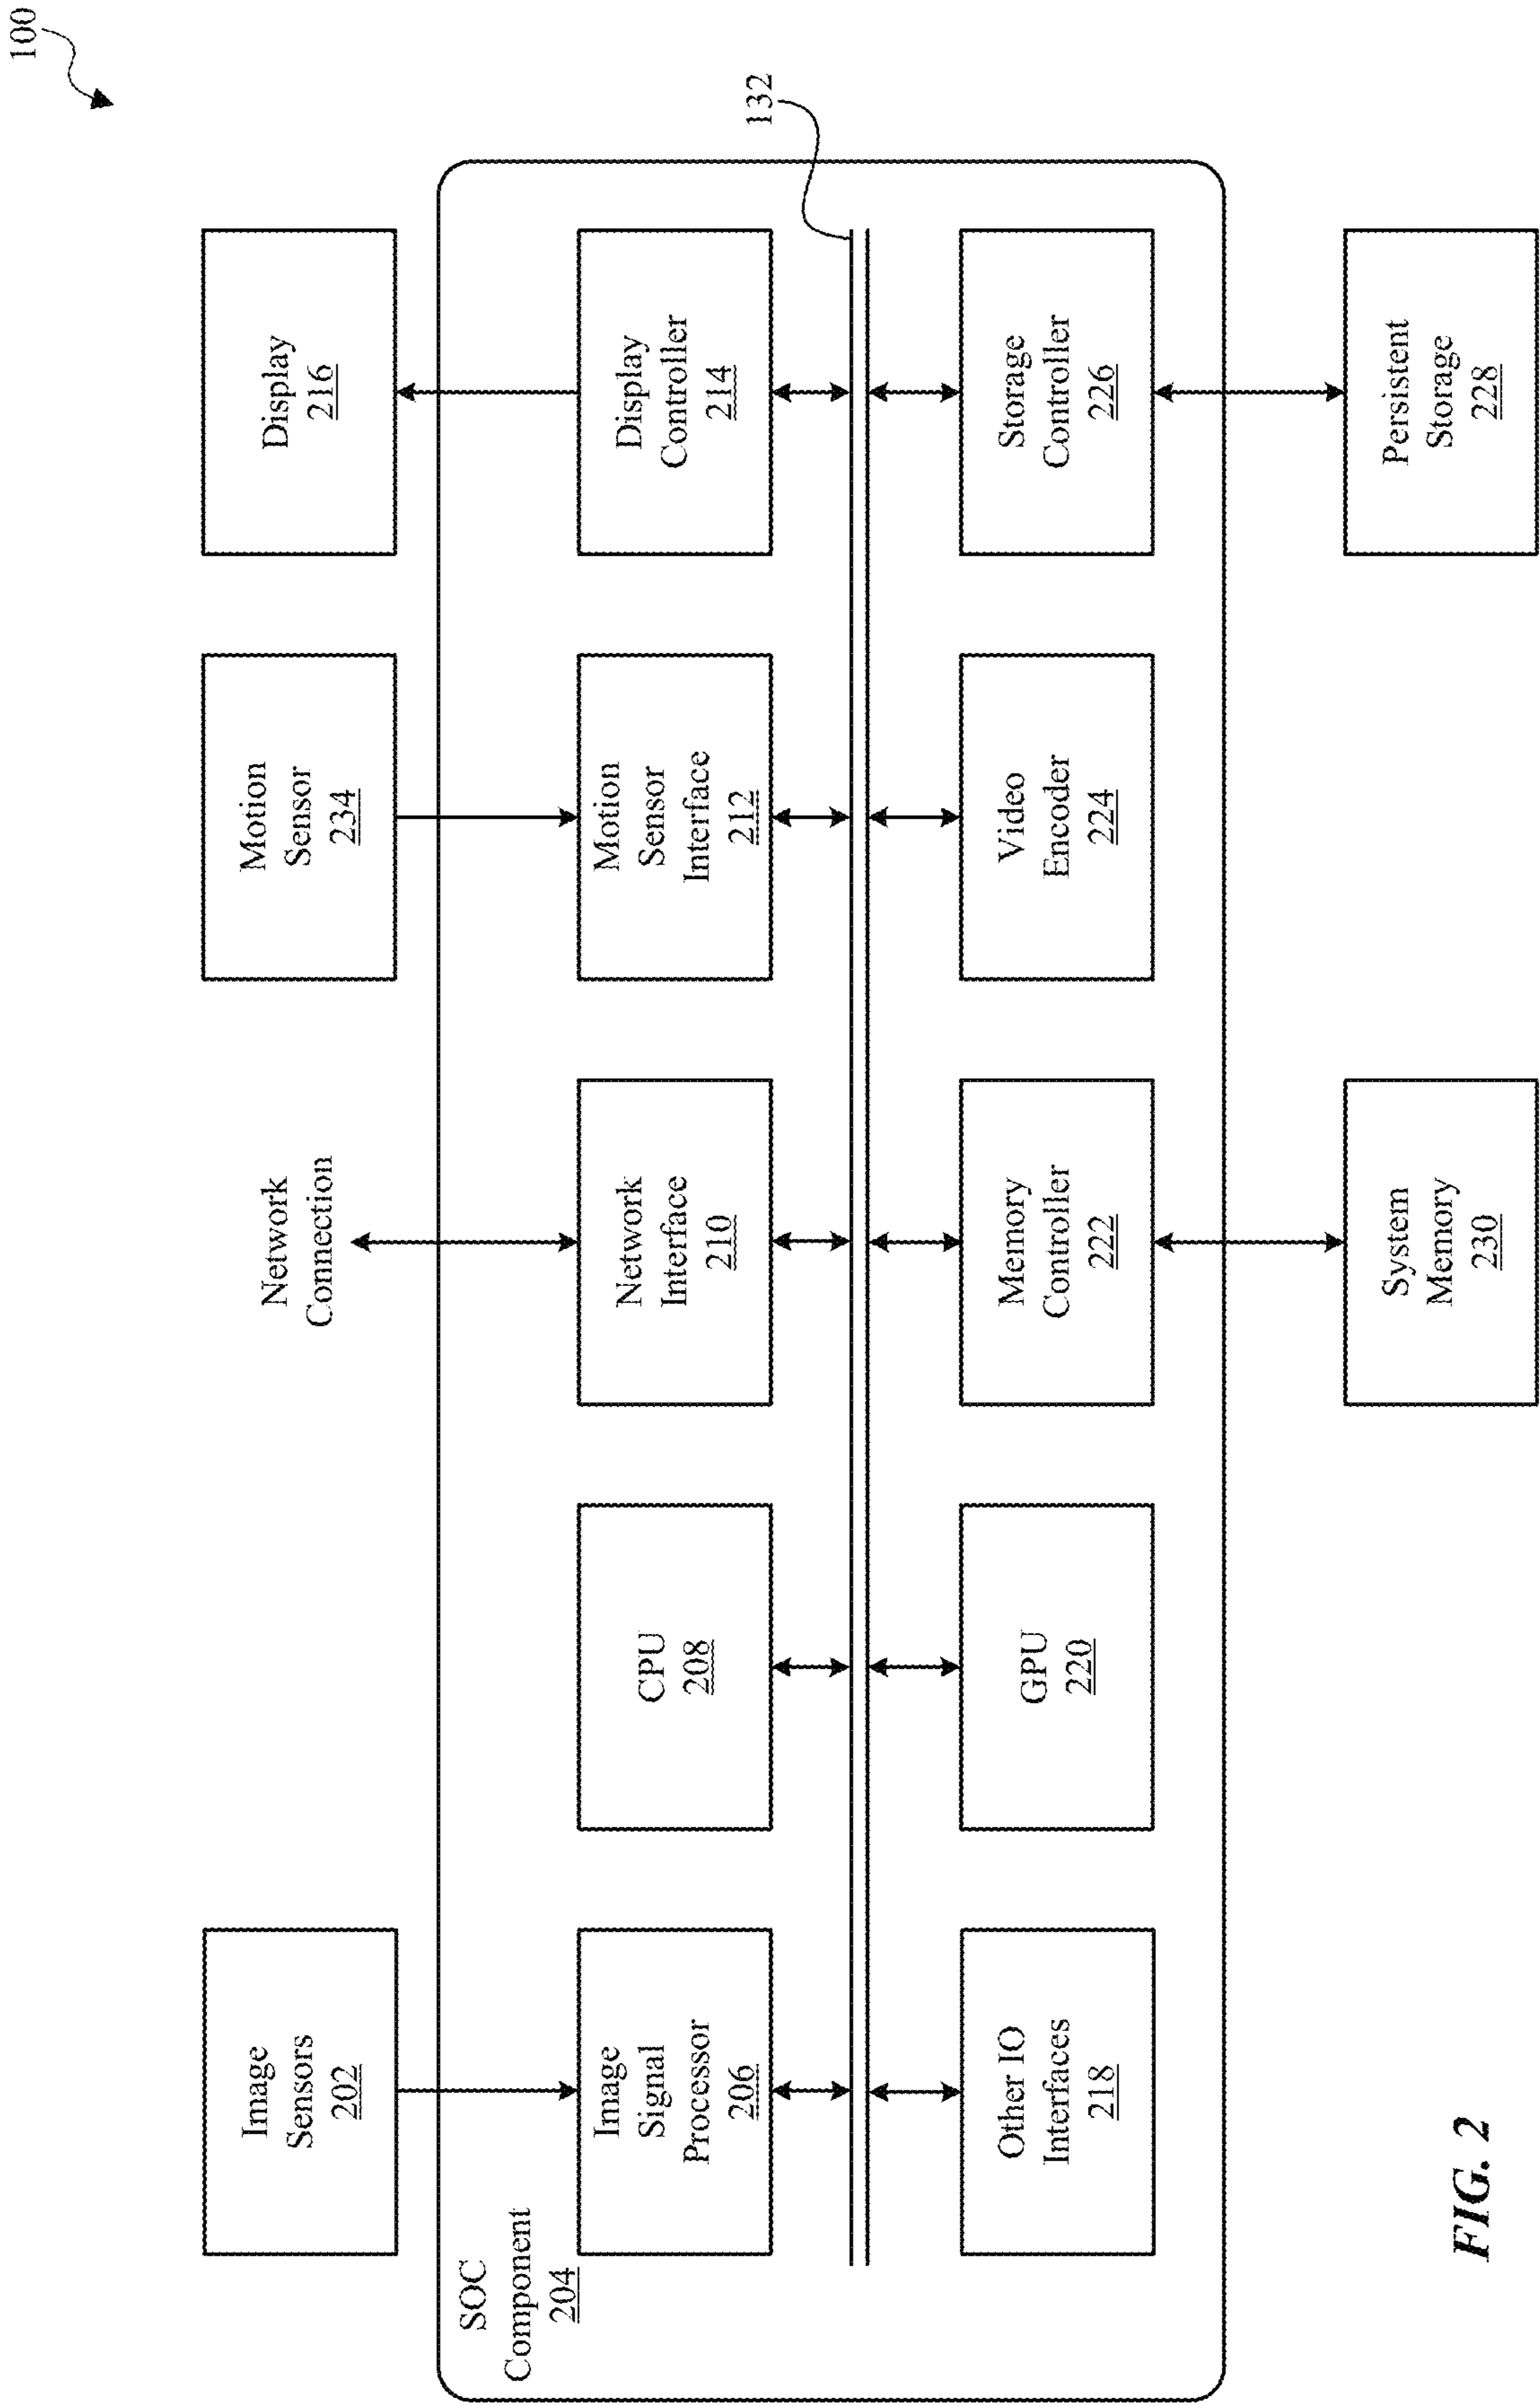 100
Image
Sensors
202
Network
Connection
Motion
Sensor
234
Display
216
SOC
Component
204
132
Image
Signal
Processor
206
CPU
208
Network
Interface
210
Motion
Sensor
Interface
212
Display
Controller
214
Other IO
Interfaces
218
GPU
220
Memory
Controller
222
Video
Encoder
224
Storage
Controller
226
System
Memory
230
Persistent
Storage
228
FIG. 2